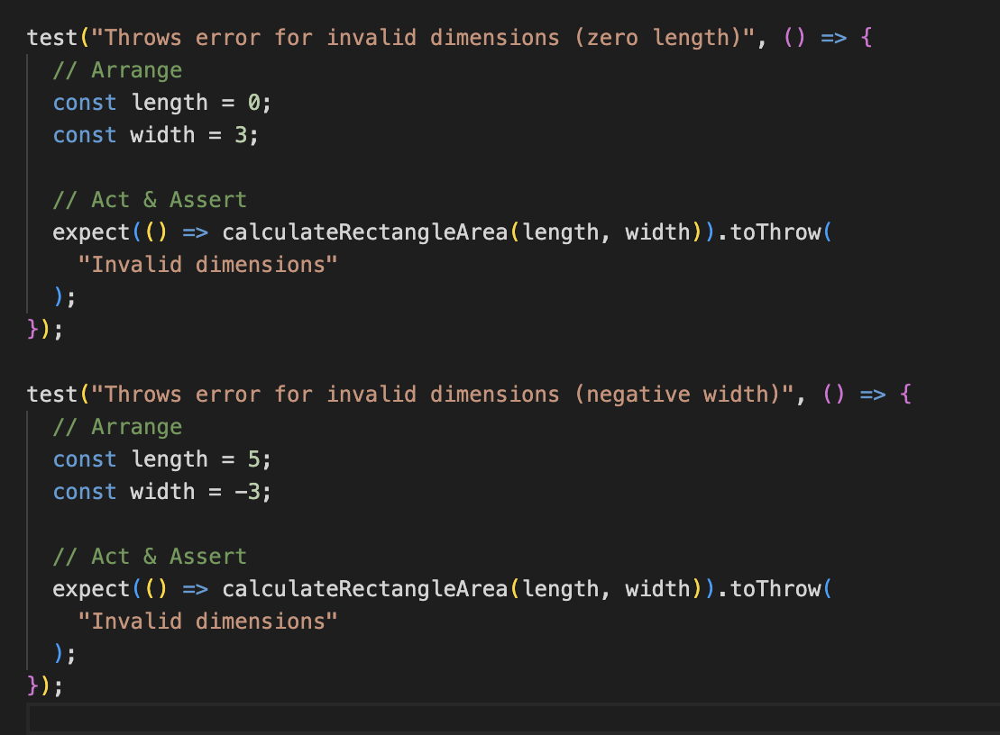 test("Throws error for invalid dimensions (zero length)", () => {
  // Arrange
  const length = 0;
  const width = 3;

  // Act & Assert
  expect(() => calculateRectangleArea(length, width)).toThrow(
    "Invalid dimensions"
  );
});

test("Throws error for invalid dimensions (negative width)", () => {
  // Arrange
  const length = 5;
  const width = -3;

  // Act & Assert
  expect(() => calculateRectangleArea(length, width)).toThrow(
    "Invalid dimensions"
  );
});